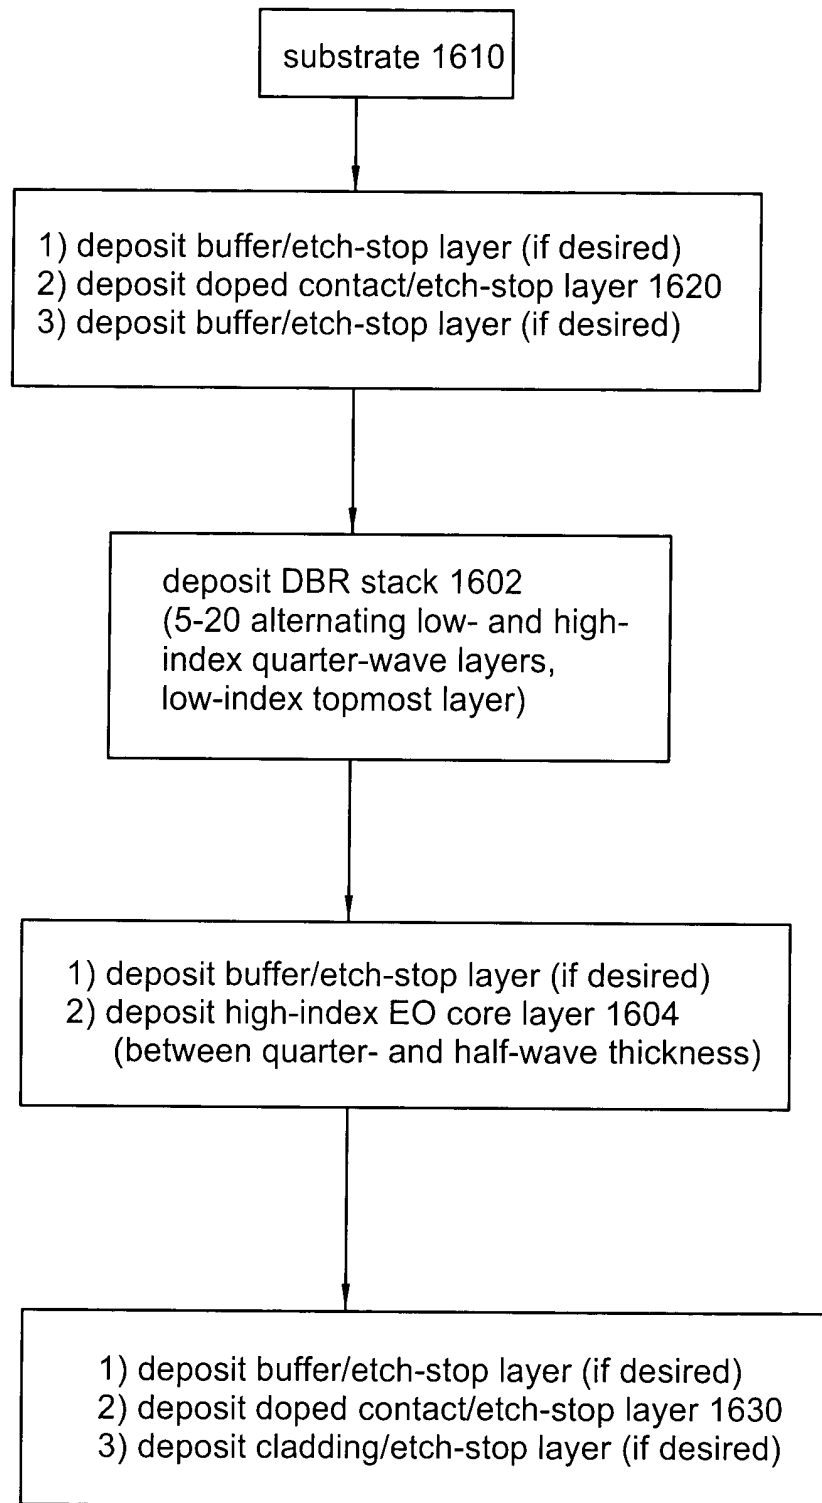 substrate 1610
1) deposit buffer/etch-stop layer (if desired)
2) deposit doped contact/etch-stop layer 1620
3) deposit buffer/etch-stop layer (if desired)
deposit DBR stack 1602
(5-20 alternating low- and high-
index quarter-wave layers,
low-index topmost layer)
1) deposit buffer/etch-stop layer (if desired)
2) deposit high-index EO core layer 1604
(between quarter- and half-wave thickness)
1) deposit buffer/etch-stop layer (if desired)
2) deposit doped contact/etch-stop layer 1630
3) deposit cladding/etch-stop layer (if desired)